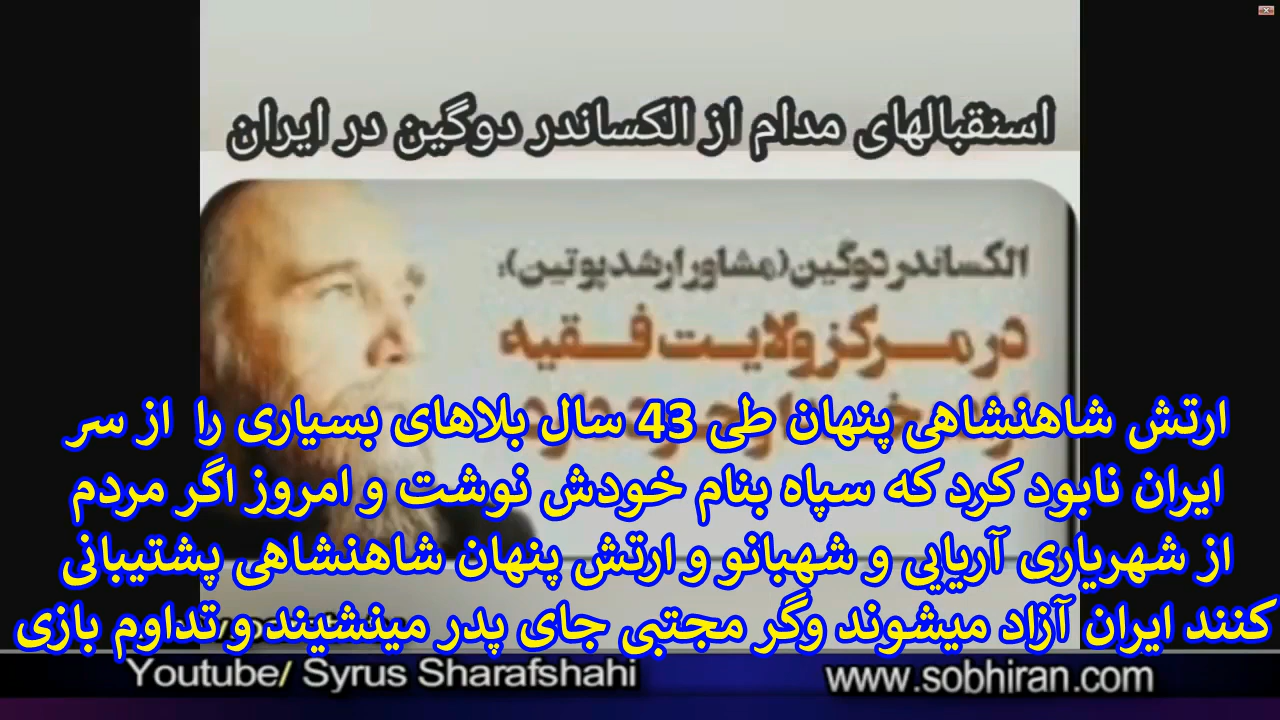 استقبالهای مدام از الکساندر دوگین در ایران
الکساندر دوگین (مشاور ارشد پوتین):
در مرکز ولایت فقیه
ارتش شاهنشاهی پنهان طی 43 سال بلاهای بسیاری را از سر
ایران نابود کرد که سپاه بنام خودش نوشت و امروز اگر مردم
از شهریاری آریایی و شهبانو و ارتش پنهان شاهنشاهی پشتیبانی
کنند ایران آزاد میشوند وگر مجتبی جای پدر مینشیند و تداوم بازی
Youtube/ Syrus Sharafshahi
www.sobhiran.com